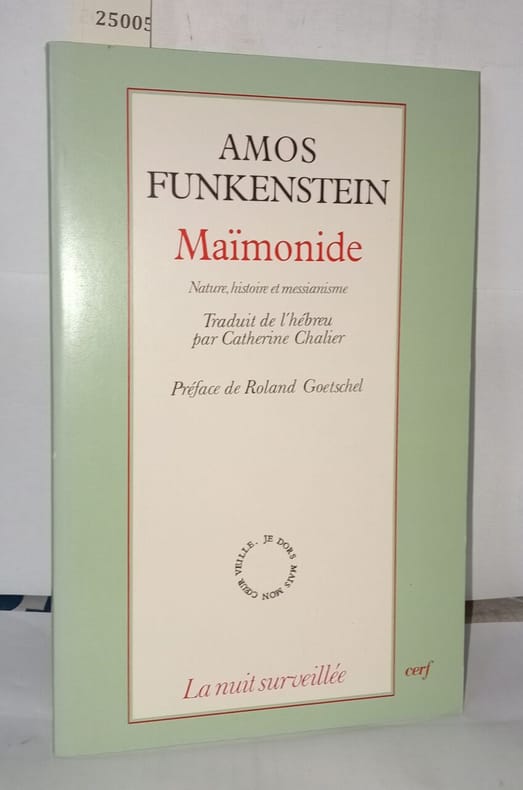 25005
AMOS
FUNKENSTEIN
Maïmonide
Nature, histoire et messianisme
Traduit de l'hébreu
par Catherine Chalier
Préface de Roland Goetschel
JE DORS MAIS MON CŒUR VEILLE.
La nuit surveillée
cerf